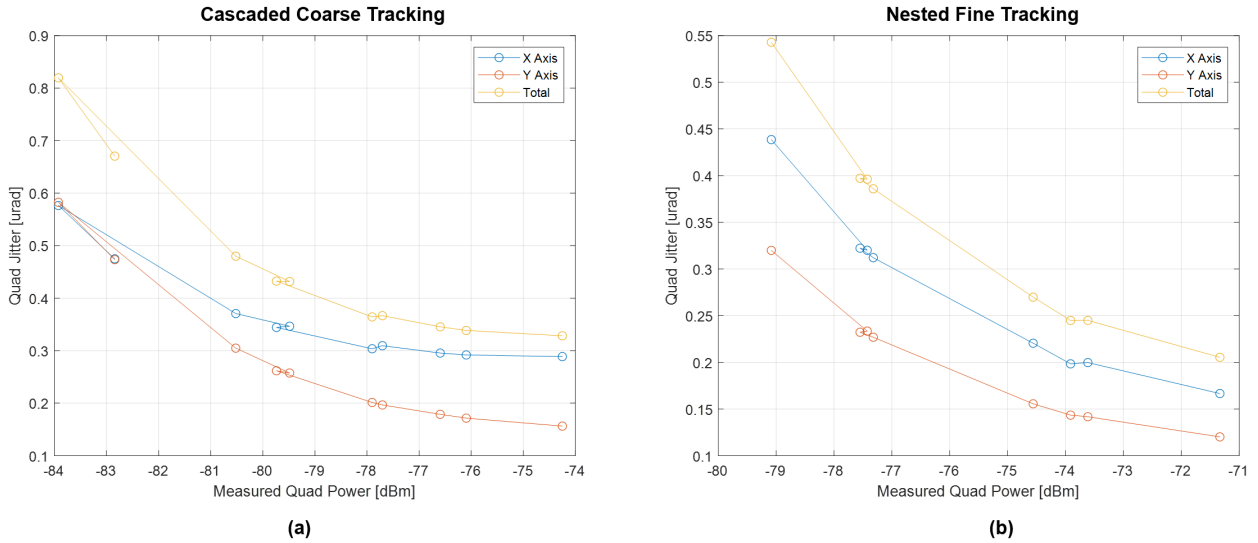 Cascaded Coarse Tracking
0.9
0.8
0.7
0.6
0.5
0.4
0.3
0.2
0.1
Quad Jitter [urad]
X Axis
Y Axis
Total
-84 -83 -82 -81 -80 -79 -78 -77 -76 -75 -74
Measured Quad Power [dBm]
(a)
Nested Fine Tracking
0.55
0.5
0.45
0.4
0.35
0.3
0.25
0.2
0.15
0.1
Quad Jitter [urad]
X Axis
Y Axis
Total
-80 -79 -78 -77 -76 -75 -74 -73 -72 -71
Measured Quad Power [dBm]
(b)